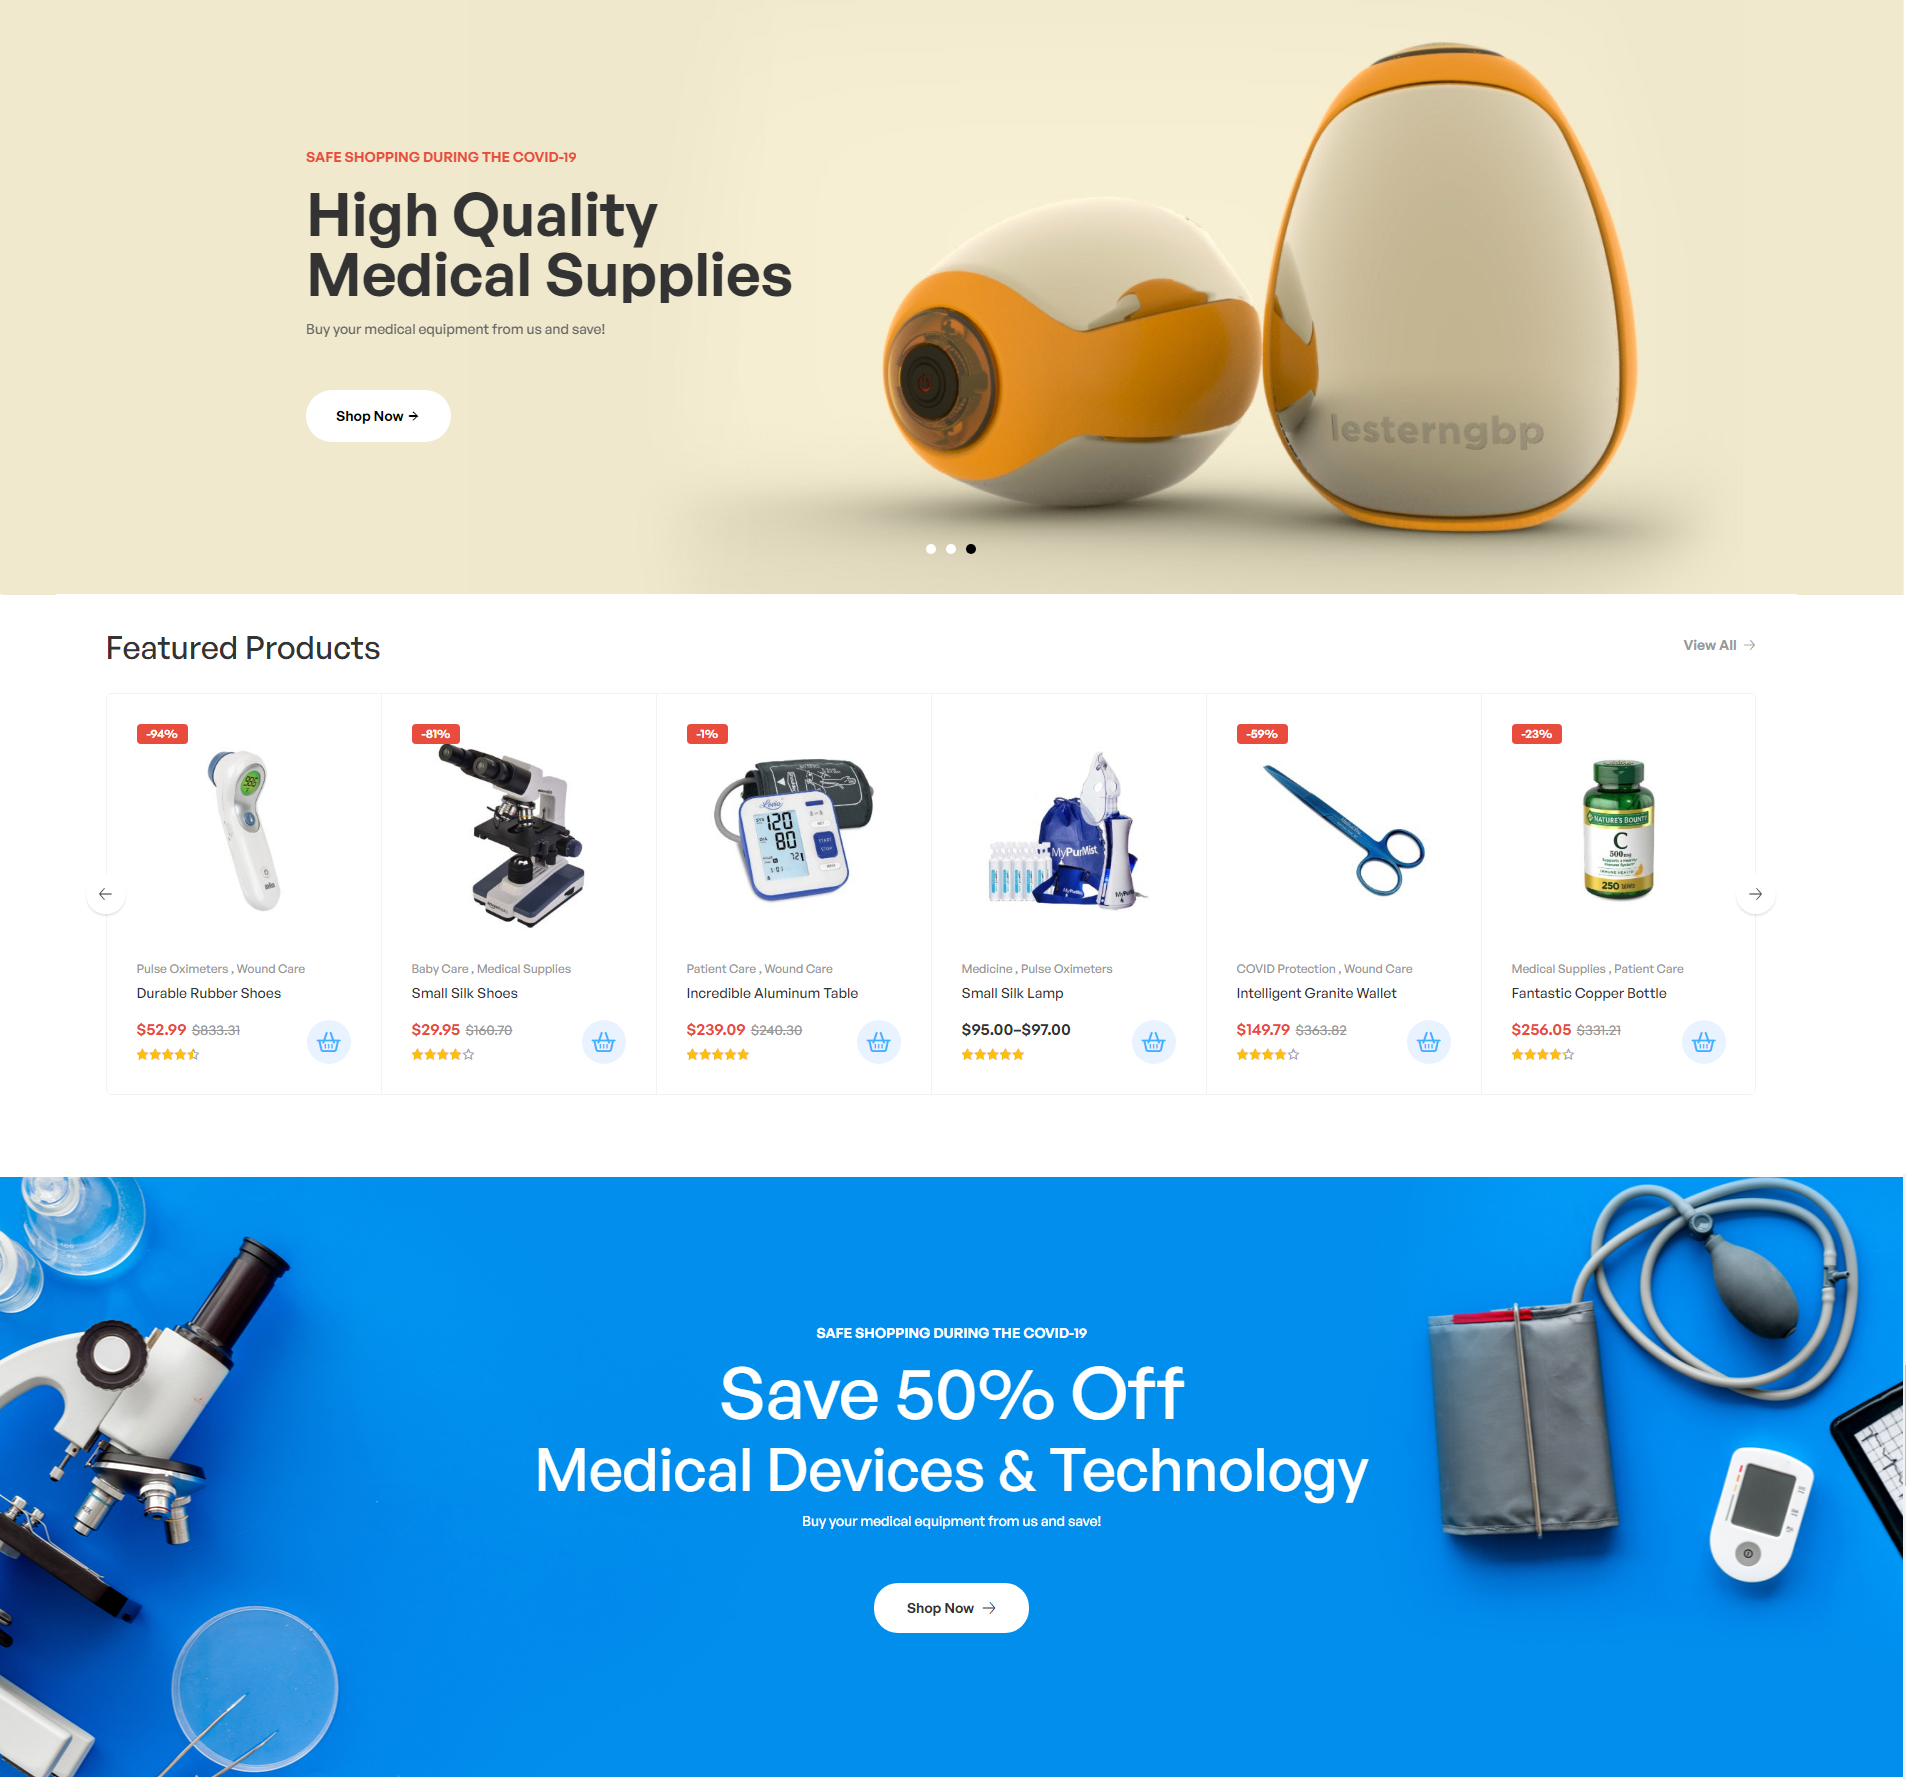 SAFE SHOPPING DURING THE COVID-19
High Quality
Medical Supplies
Buy your medical equipment from us and save!
Shop Now →
lesterngbp
Featured Products
View All →
-94%
-81%
-1%
-59%
-23%
Lovia
120
80
START
STOP
MyPurMist
NATURE'S BOUNTY
C
500mg
IMMUNE HEALTH
250
Pulse Oximeters , Wound Care
Durable Rubber Shoes
$52.99 $833.31
Baby Care , Medical Supplies
Small Silk Shoes
$29.95 $160.70
Patient Care , Wound Care
Incredible Aluminum Table
$239.09 $240.30
Medicine , Pulse Oximeters
Small Silk Lamp
$95.00–$97.00
COVID Protection , Wound Care
Intelligent Granite Wallet
$149.79 $363.82
Medical Supplies , Patient Care
Fantastic Copper Bottle
$256.05 $331.21
SAFE SHOPPING DURING THE COVID-19
Save 50% Off
Medical Devices & Technology
Buy your medical equipment from us and save!
Shop Now →